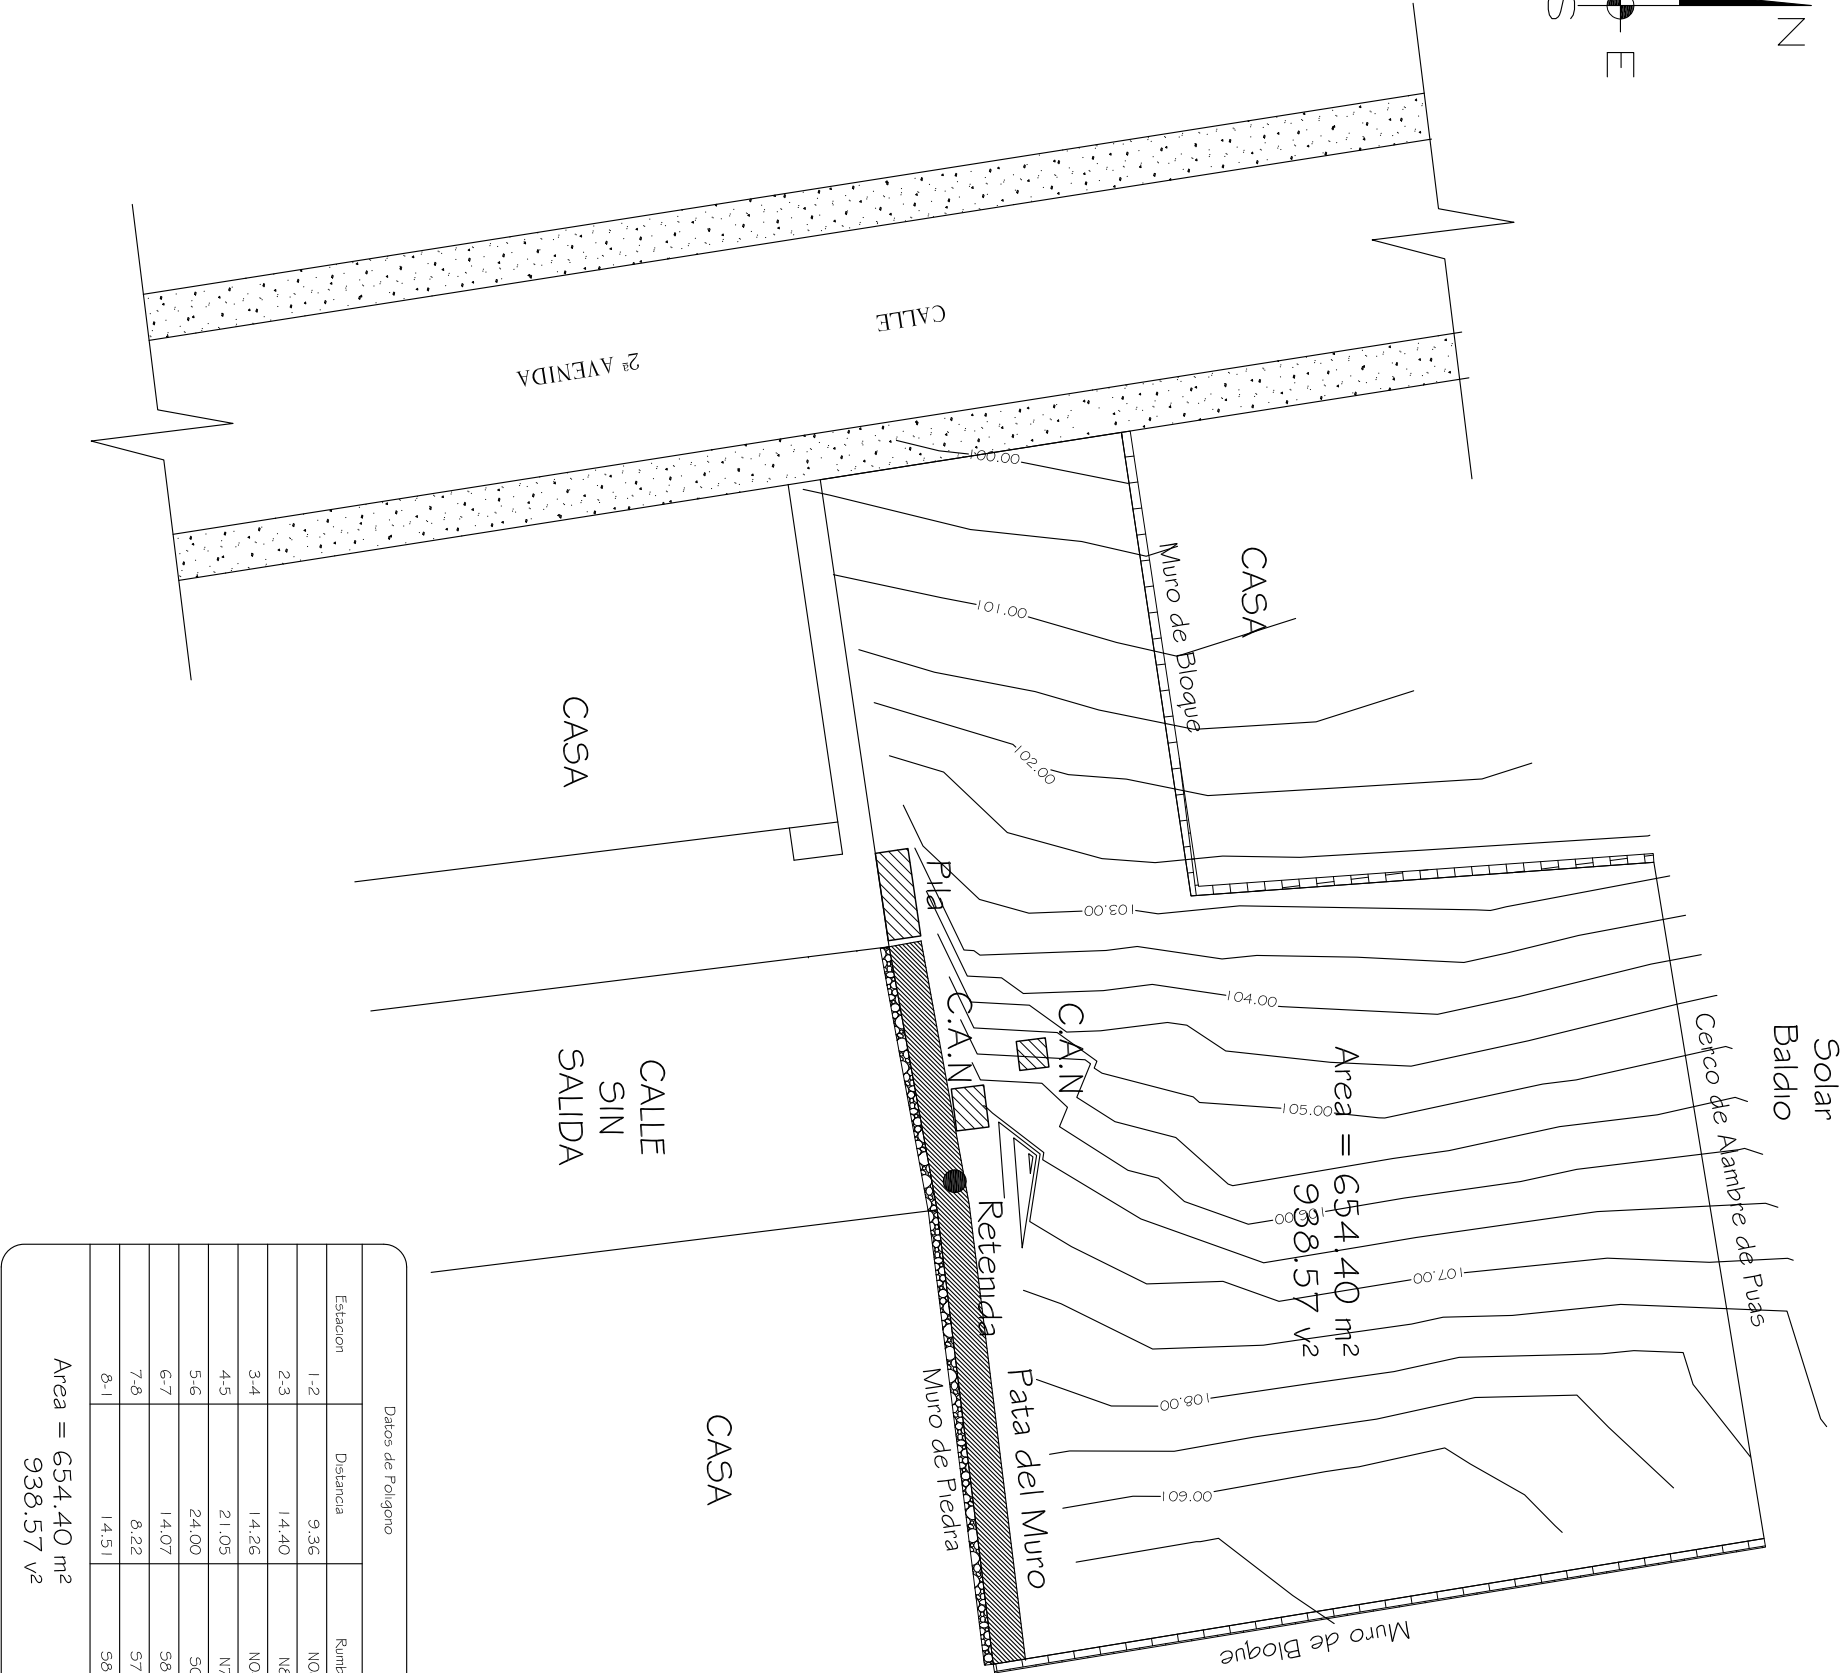 N
S
E
CALLE
2ª AVENIDA
100.00
101.00
102.00
103.00
104.00
105.00
106.00
107.00
108.00
109.00
CASA
Muro de Bloque
CASA
Pila
C.A.N
C.A.N
Solar
Baldio
Cerco de Alambre de Puas
Area = 654.40 m²
938.57 v²
CALLE
SIN
SALIDA
Retenida
Pata del Muro
Muro de Piedra
CASA
Muro de Bloque
Datos de Poligono
Estacion Distancia
1-2 9.36
2-3 14.40
3-4 14.26
4-5 21.05
5-6 24.00
6-7 14.07
7-8 8.22
8-1 14.51
Area = 654.40 m²
938.57 v²